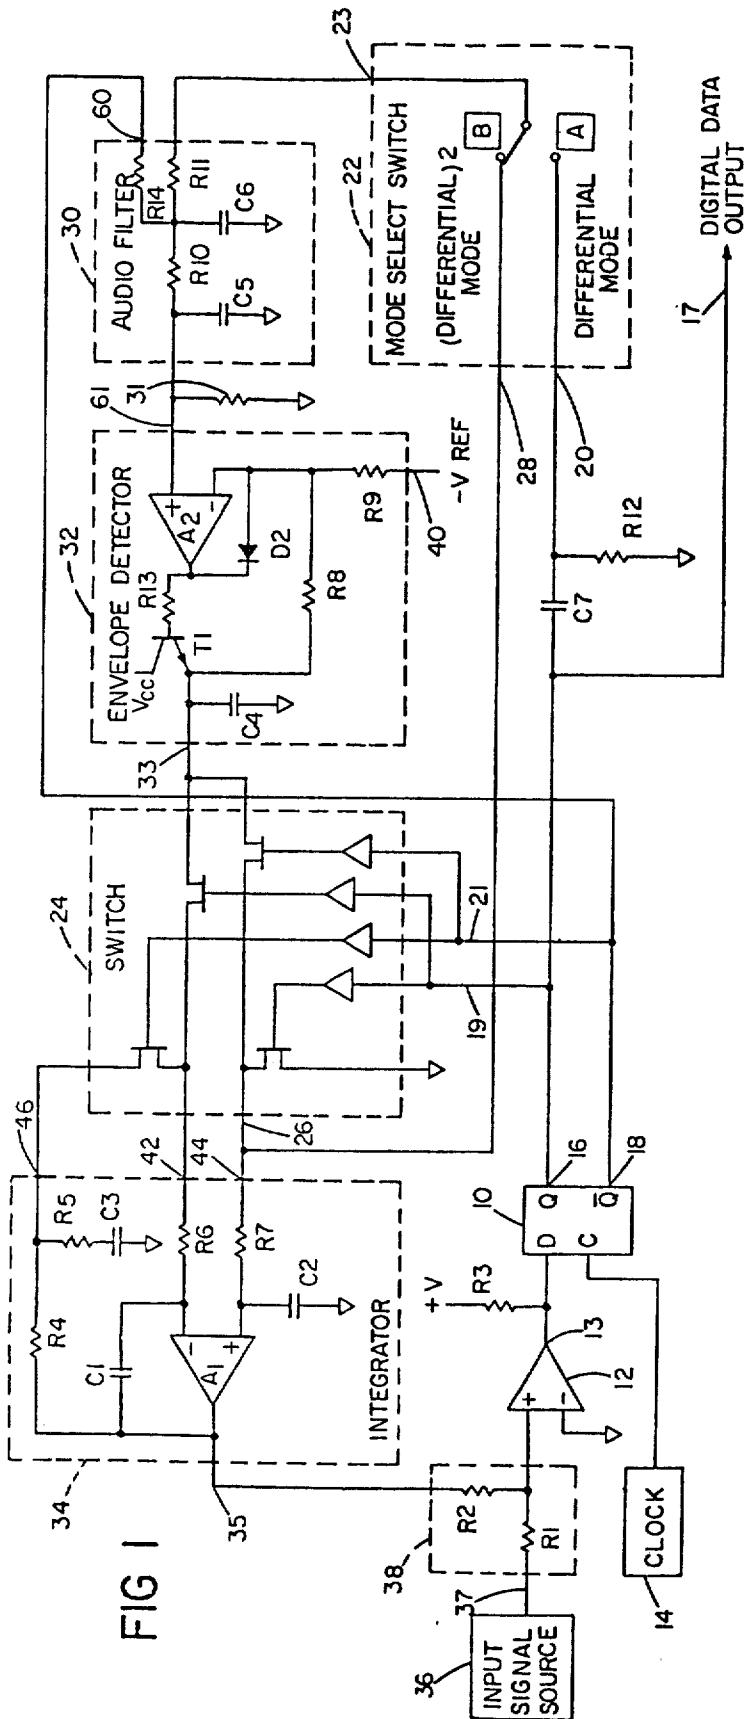 FIG 1
34
INTEGRATOR
R4
C1
R5
C3
46
A1
−
+
R6
R7
42
44
C2
35
26
24
SWITCH
33
32
ENVELOPE DETECTOR
VCC
T1
R13
C4
A2
+
−
D2
R8
R9
40
−V REF
61
31
30
AUDIO FILTER
60
R14
R10
R11
C5
C6
23
22
MODE SELECT SWITCH
(DIFFERENTIAL) 2
MODE
B
A
DIFFERENTIAL
MODE
28
20
19
21
C7
R12
17
DIGITAL DATA
OUTPUT
36
INPUT
SIGNAL
SOURCE
37
38
R1
R2
+
−
12
13
+V
R3
10
D
Q
C
Q̅
16
18
14
CLOCK